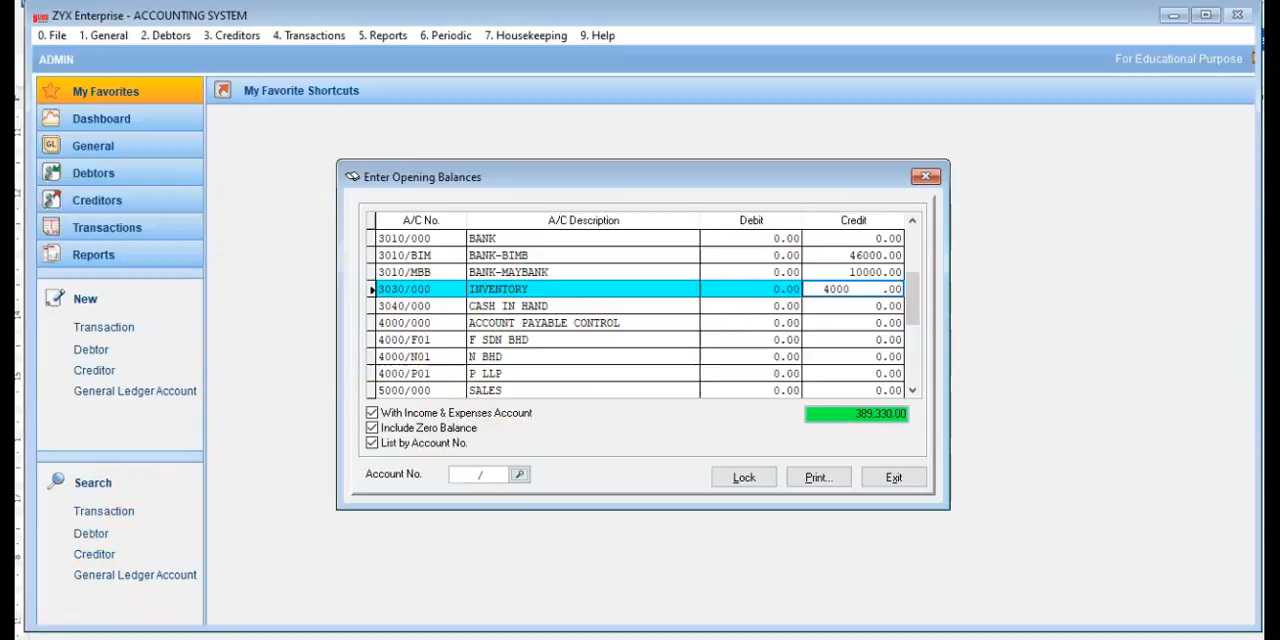 ZYX Enterprise - ACCOUNTING SYSTEM
0. File 1. General 2. Debtors 3. Creditors 4. Transactions 5. Reports 6. Periodic 7. Housekeeping 9. Help
ADMIN For Educational Purpose
My Favorites
Dashboard
General
Debtors
Creditors
Transactions
Reports
New
Transaction
Debtor
Creditor
General Ledger Account
Search
Transaction
Debtor
Creditor
General Ledger Account
My Favorite Shortcuts
Enter Opening Balances
A/C No. A/C Description Debit Credit
3010/000 BANK 0.00 0.00
3010/BIM BANK-BIMB 0.00 46000.00
3010/MBB BANK-MAYBANK 0.00 10000.00
3030/000 INVENTORY 0.00 4000 .00
3040/000 CASH IN HAND 0.00 0.00
4000/000 ACCOUNT PAYABLE CONTROL 0.00 0.00
4000/F01 F SDN BHD 0.00 0.00
4000/N01 N BHD 0.00 0.00
4000/P01 P LLP 0.00 0.00
5000/000 SALES 0.00 0.00
With Income & Expenses Account 389,330.00
Include Zero Balance
List by Account No.
Account No. / Lock Print... Exit